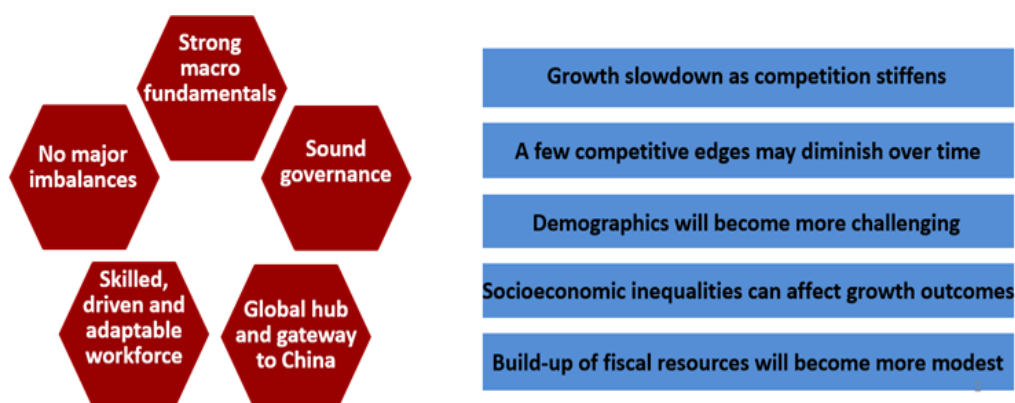 Strong
macro
fundamentals
No major
imbalances
Sound
governance
Skilled,
driven and
adaptable
workforce
Global hub
and gateway
to China
Growth slowdown as competition stiffens
A few competitive edges may diminish over time
Demographics will become more challenging
Socioeconomic inequalities can affect growth outcomes
Build-up of fiscal resources will become more modest